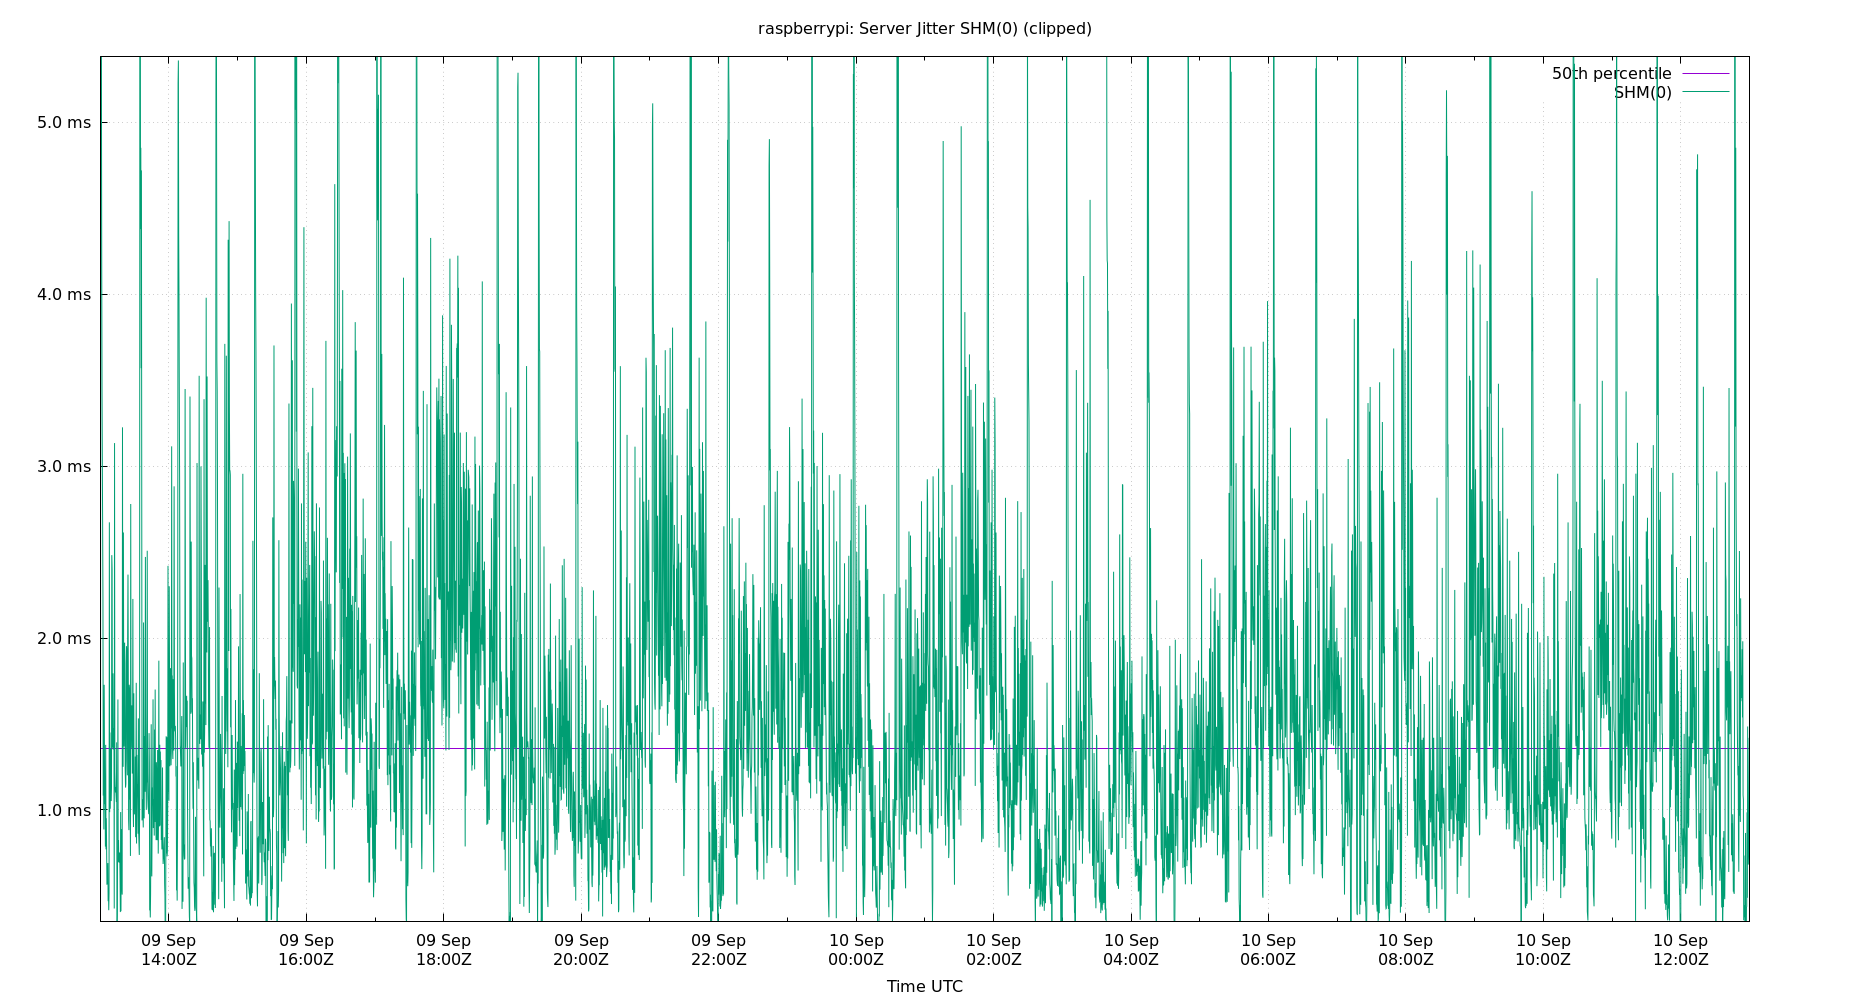 raspberrypi: Server Jitter SHM(0) (clipped)
50th percentile
SHM(0)
5.0 ms
4.0 ms
3.0 ms
2.0 ms
1.0 ms
09 Sep 09 Sep 09 Sep 09 Sep 09 Sep 10 Sep 10 Sep 10 Sep 10 Sep 10 Sep 10 Sep 10 Sep
14:00Z 16:00Z 18:00Z 20:00Z 22:00Z 00:00Z 02:00Z 04:00Z 06:00Z 08:00Z 10:00Z 12:00Z
Time UTC